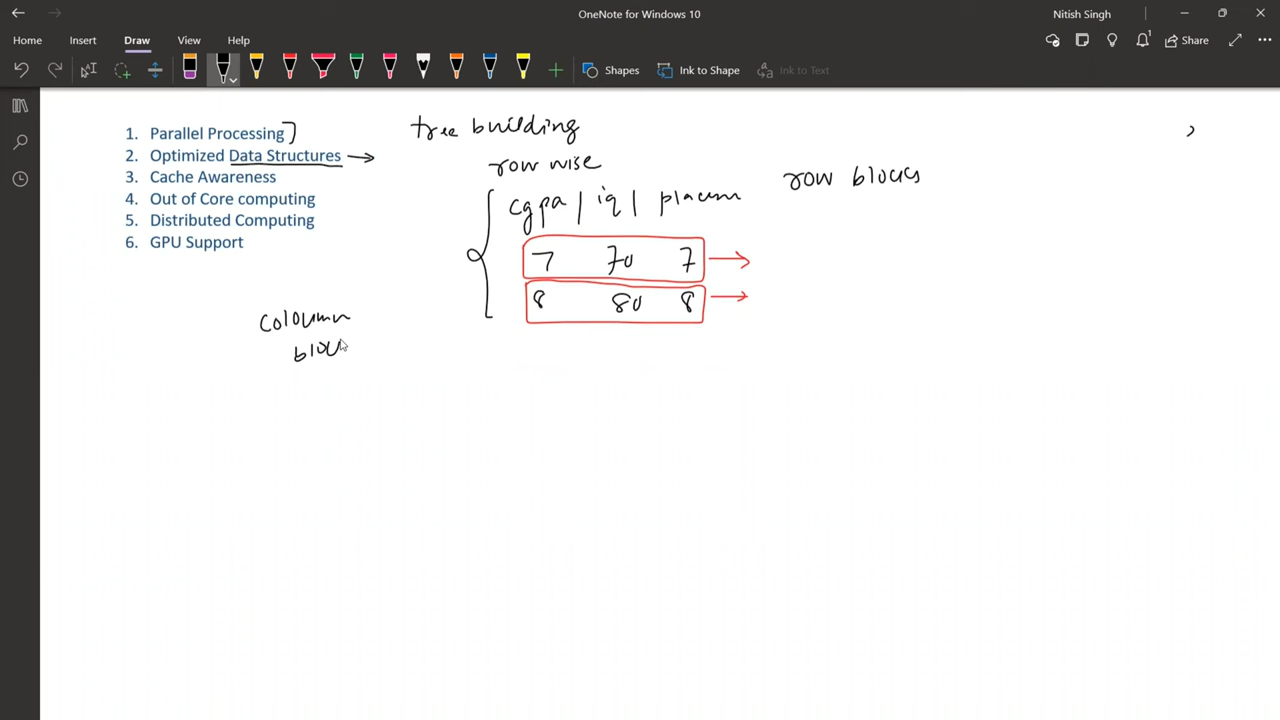 OneNote for Windows 10
Nitish Singh
Home Insert Draw View Help
Share
Shapes
Ink to Shape
Ink to Text
1. Parallel Processing
2. Optimized Data Structures
3. Cache Awareness
4. Out of Core computing
5. Distributed Computing
6. GPU Support
tree building
row wise
row blocks
cgpa | iq |
7 70 7
8 80 8
coloumn